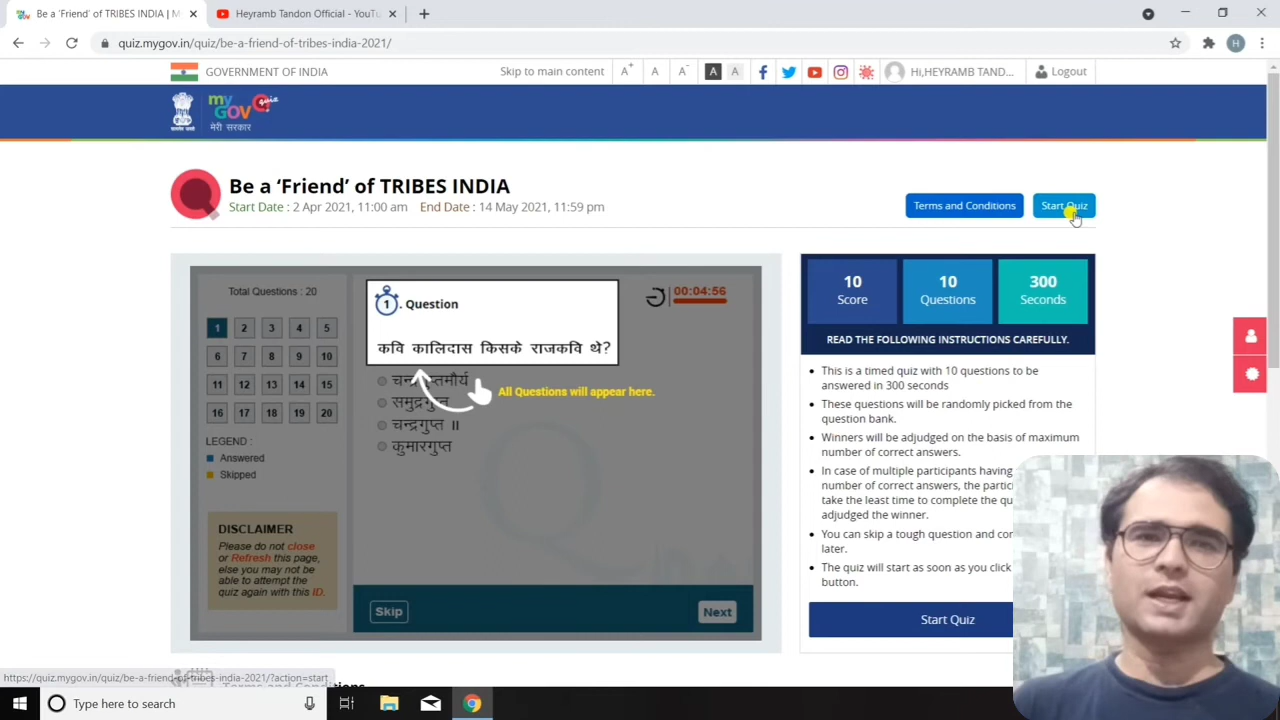 Be a 'Friend' of TRIBES INDIA | M
Heyramb Tandon Official - YouTu
quiz.mygov.in/quiz/be-a-friend-of-tribes-india-2021/
H
GOVERNMENT OF INDIA
Skip to main content
A+ A A- A A
Hi,HEYRAMB TAND...
Logout
my
GOV
मेरी सरकार
Be a ‘Friend’ of TRIBES INDIA
Start Date : 2 Apr 2021, 11:00 am End Date : 14 May 2021, 11:59 pm
Terms and Conditions
Start Quiz
Total Questions : 20
1 2 3 4 5
6 7 8 9 10
11 12 13 14 15
16 17 18 19 20
LEGEND :
Answered
Skipped
DISCLAIMER
Please do not close
or Refresh this page,
else you may not be
able to attempt the
quiz again with this ID.
1 . Question
00:04:56
कवि कालिदास किसके राजकवि थे?
चन्द्रगुप्तमौर्य
समुद्रगुप्त
चन्द्रगुप्त II
कुमारगुप्त
All Questions will appear here.
Skip
Next
10
Score
10
Questions
300
Seconds
READ THE FOLLOWING INSTRUCTIONS CAREFULLY.
This is a timed quiz with 10 questions to be
answered in 300 seconds
These questions will be randomly picked from the
question bank.
Winners will be adjudged on the basis of maximum
number of correct answers.
In case of multiple participants having
number of correct answers, the parti
take the least time to complete the qu
adjudged the winner.
You can skip a tough question and co
later.
The quiz will start as soon as you click
button.
Start Quiz
https://quiz.mygov.in/quiz/be-a-friend-of-tribes-india-2021/?action=start
Terms and Conditions
Type here to search